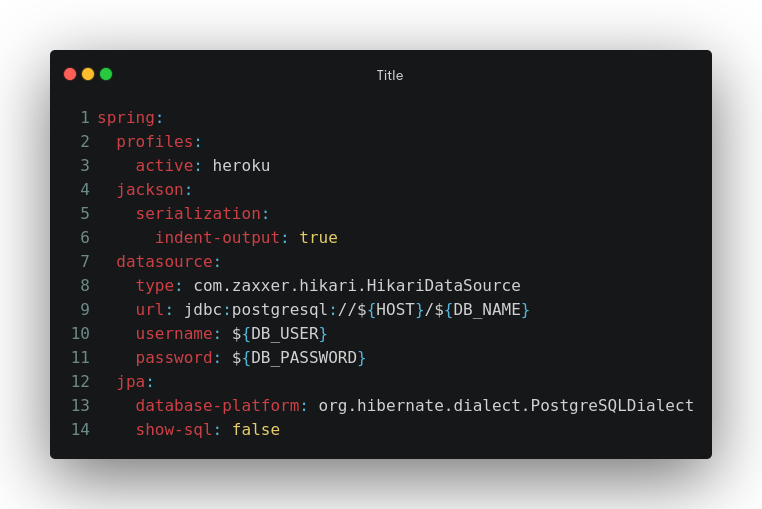 Title
1 spring:
2   profiles:
3     active: heroku
4   jackson:
5     serialization:
6       indent-output: true
7   datasource:
8     type: com.zaxxer.hikari.HikariDataSource
9     url: jdbc:postgresql://${HOST}/${DB_NAME}
10     username: ${DB_USER}
11     password: ${DB_PASSWORD}
12   jpa:
13     database-platform: org.hibernate.dialect.PostgreSQLDialect
14     show-sql: false